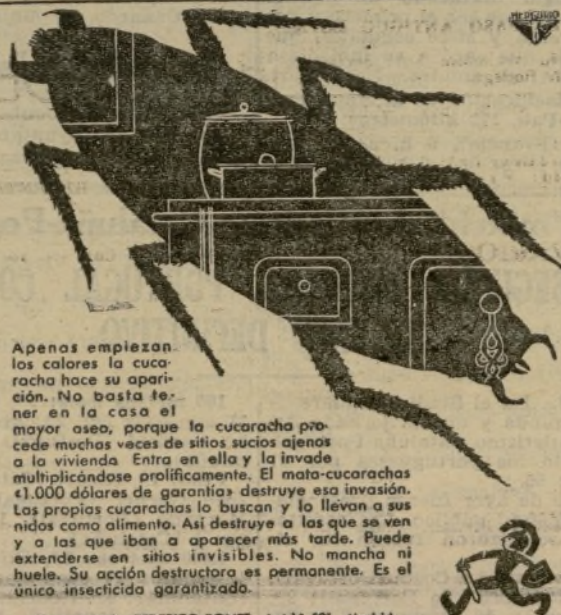 Apenas empiezan
los calores la cuca-
racha hace su apari-
ción. No basta te-
ner en la casa el
mayor aseo, porque la cucaracha pro-
cede muchas veces de sitios sucios ajenos
a la vivienda Entra en ella y la invade
multiplicándose prolíficamente. El mata-cucarachas
«1.000 dólares de garantía» destruye esa invasión.
Las propias cucarachas lo buscan y lo llevan a sus
nidos como alimento. Así destruye a las que se ven
y a las que iban a aparecer más tarde. Puede
extenderse en sitios invisibles. No mancha ni
huele. Su acción destructora es permanente. Es el
único insecticida garantizado.